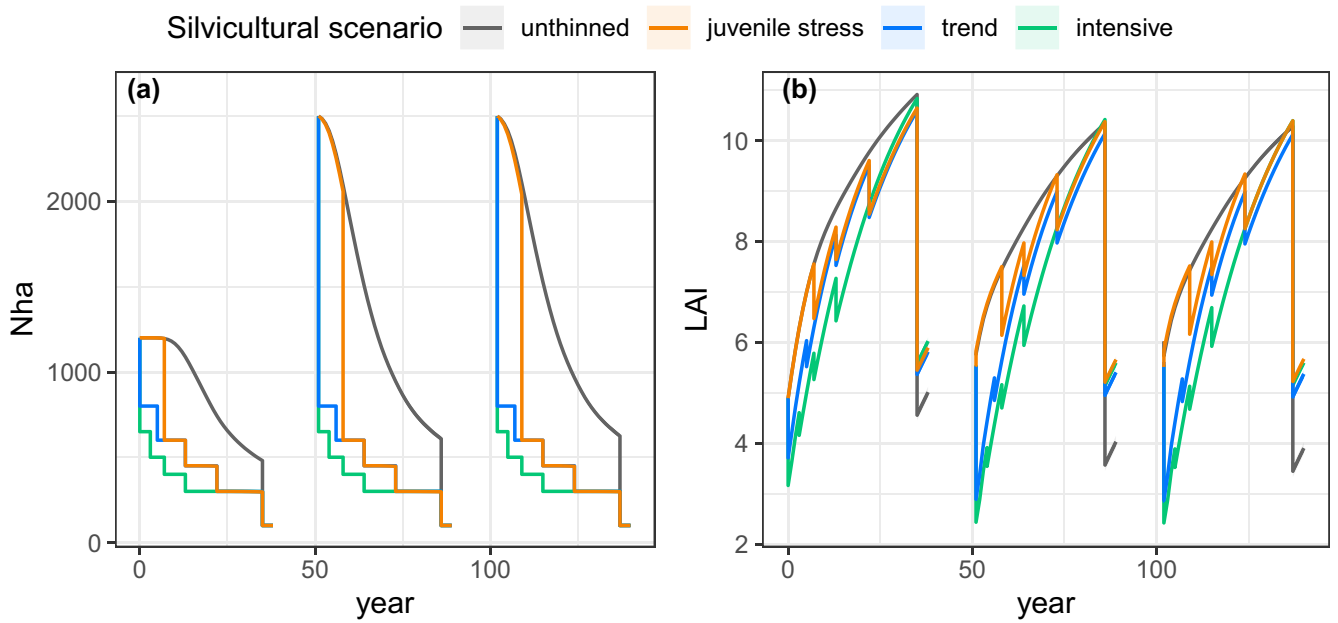 Silvicultural scenario unthinned juvenile stress trend intensive
(a)
Nha
2000
1000
0
0 50 100
year
(b)
LAI
10
8
6
4
2
0 50 100
year